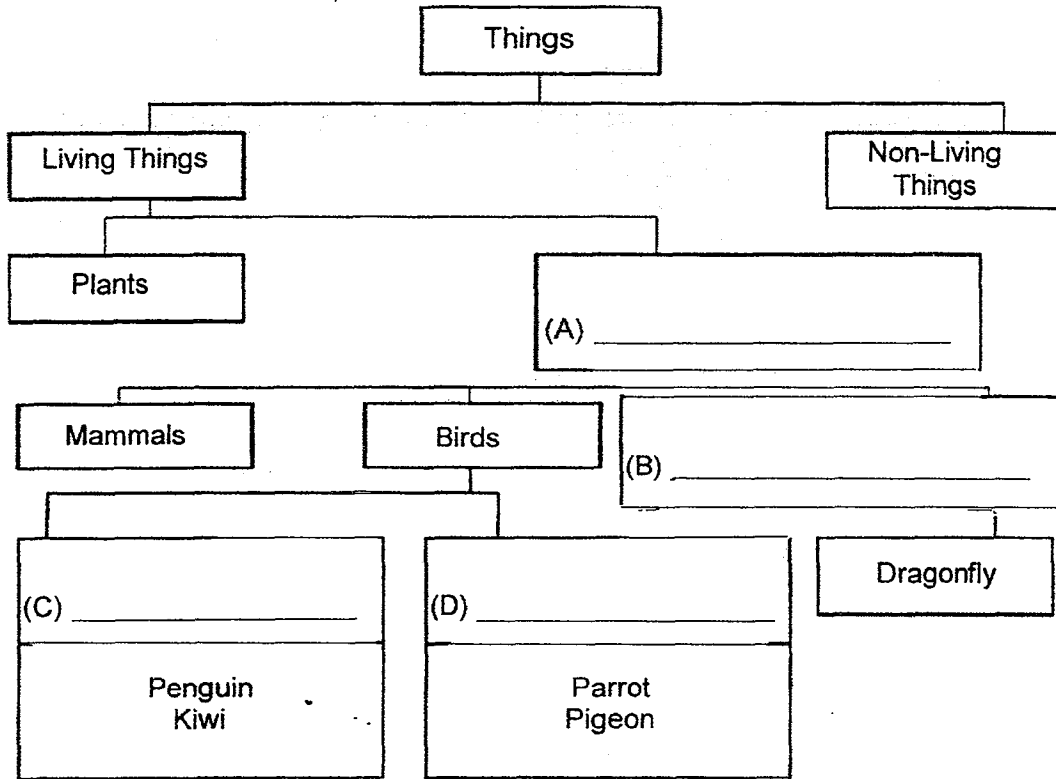 Things
Living Things
Non-Living
Things
Plants
(A)
Mammals
Birds
(B)
(C)
(D)
Dragonfly
Penguin
Kiwi
Parrot
Pigeon